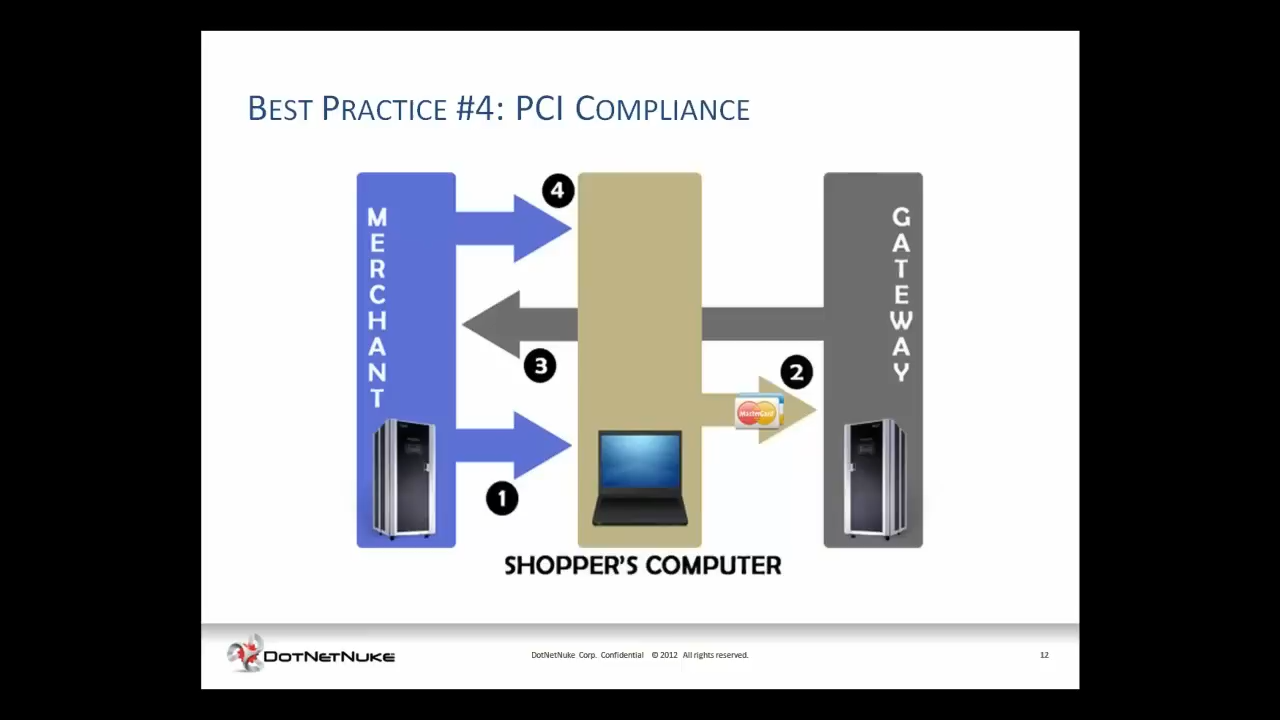 BEST PRACTICE #4: PCI COMPLIANCE
MERCHANT
4
GATEWAY
3
2
MasterCard
1
SHOPPER'S COMPUTER
DOTNETNUKE
DotNetNuke Corp. Confidential © 2012 All rights reserved.
12